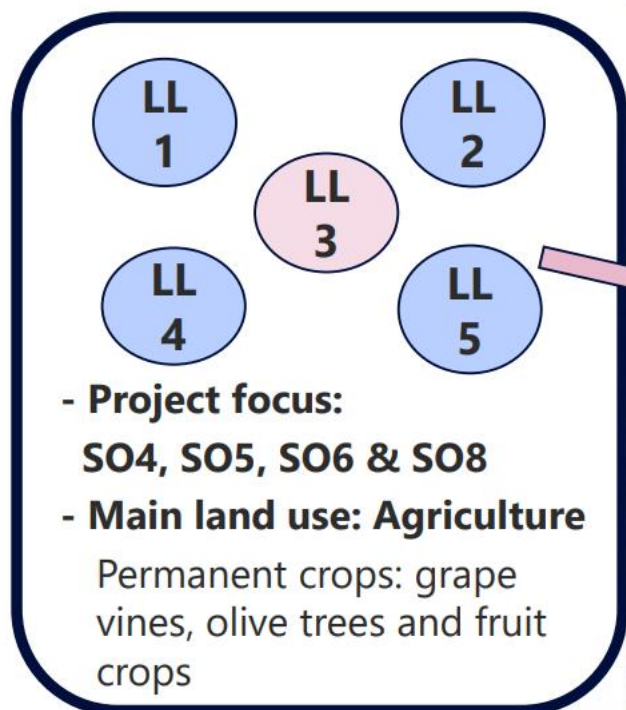 LL
1
LL
2
LL
3
LL
4
LL
5
- Project focus:
SO4, SO5, SO6 & SO8
- Main land use: Agriculture
Permanent crops: grape
vines, olive trees and fruit
crops